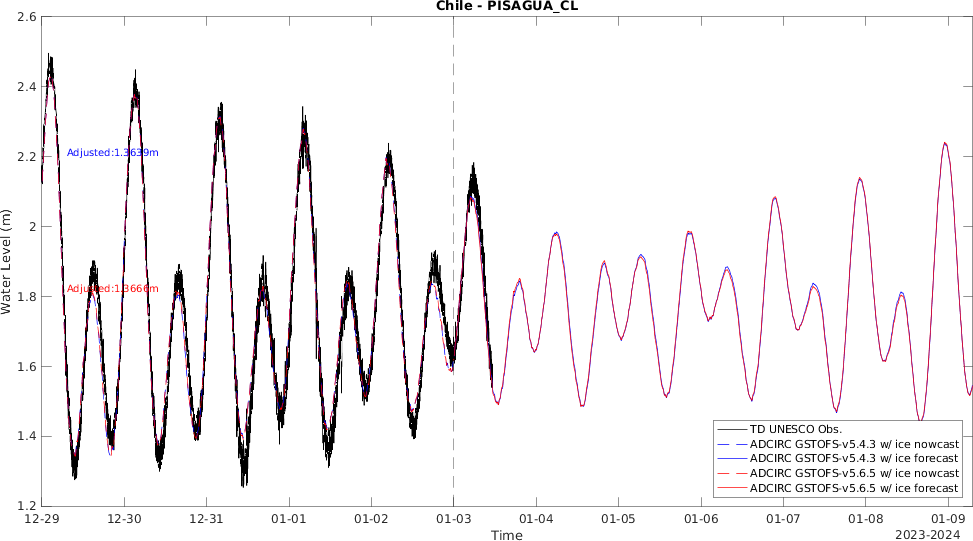 Chile - PISAGUA_CL
2.6
2.4
2.2
2
1.8
1.6
1.4
1.2
Water Level (m)
Adjusted:1.3639m
Adjusted:1.3666m
TD UNESCO Obs.
ADCIRC GSTOFS-v5.4.3 w/ ice nowcast
ADCIRC GSTOFS-v5.4.3 w/ ice forecast
ADCIRC GSTOFS-v5.6.5 w/ ice nowcast
ADCIRC GSTOFS-v5.6.5 w/ ice forecast
12-29 12-30 12-31 01-01 01-02 01-03 01-04 01-05 01-06 01-07 01-08 01-09
Time
2023-2024